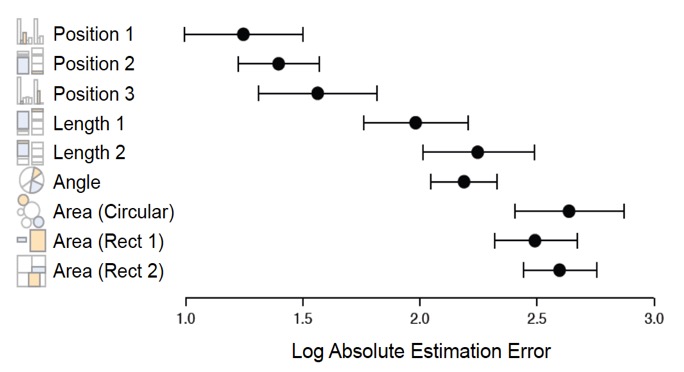 Position 1
Position 2
Position 3
Length 1
Length 2
Angle
Area (Circular)
Area (Rect 1)
Area (Rect 2)
1.0 1.5 2.0 2.5 3.0
Log Absolute Estimation Error